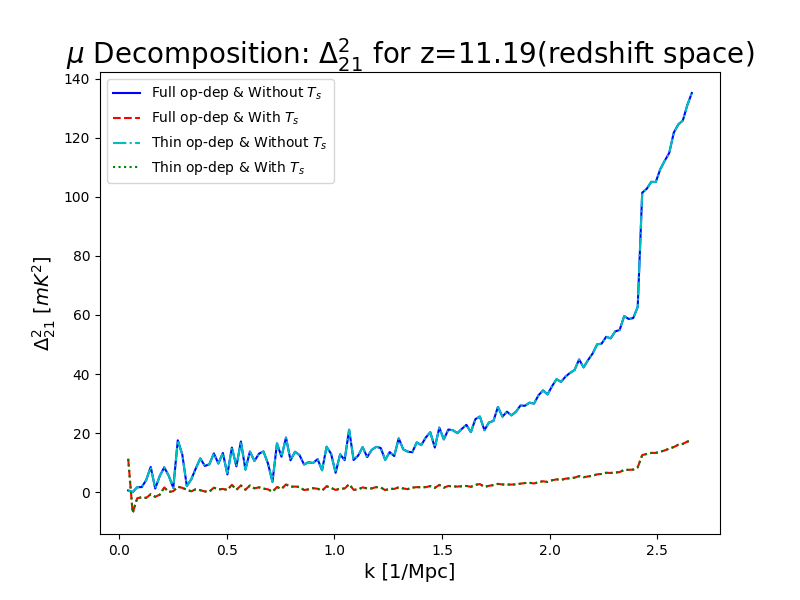 μ Decomposition: Δ²₂₁ for z=11.19(redshift space)
Full op-dep & Without Tₛ
Full op-dep & With Tₛ
Thin op-dep & Without Tₛ
Thin op-dep & With Tₛ
140
120
100
80
60
40
20
0
Δ²₂₁ [mK²]
0.0 0.5 1.0 1.5 2.0 2.5
k [1/Mpc]